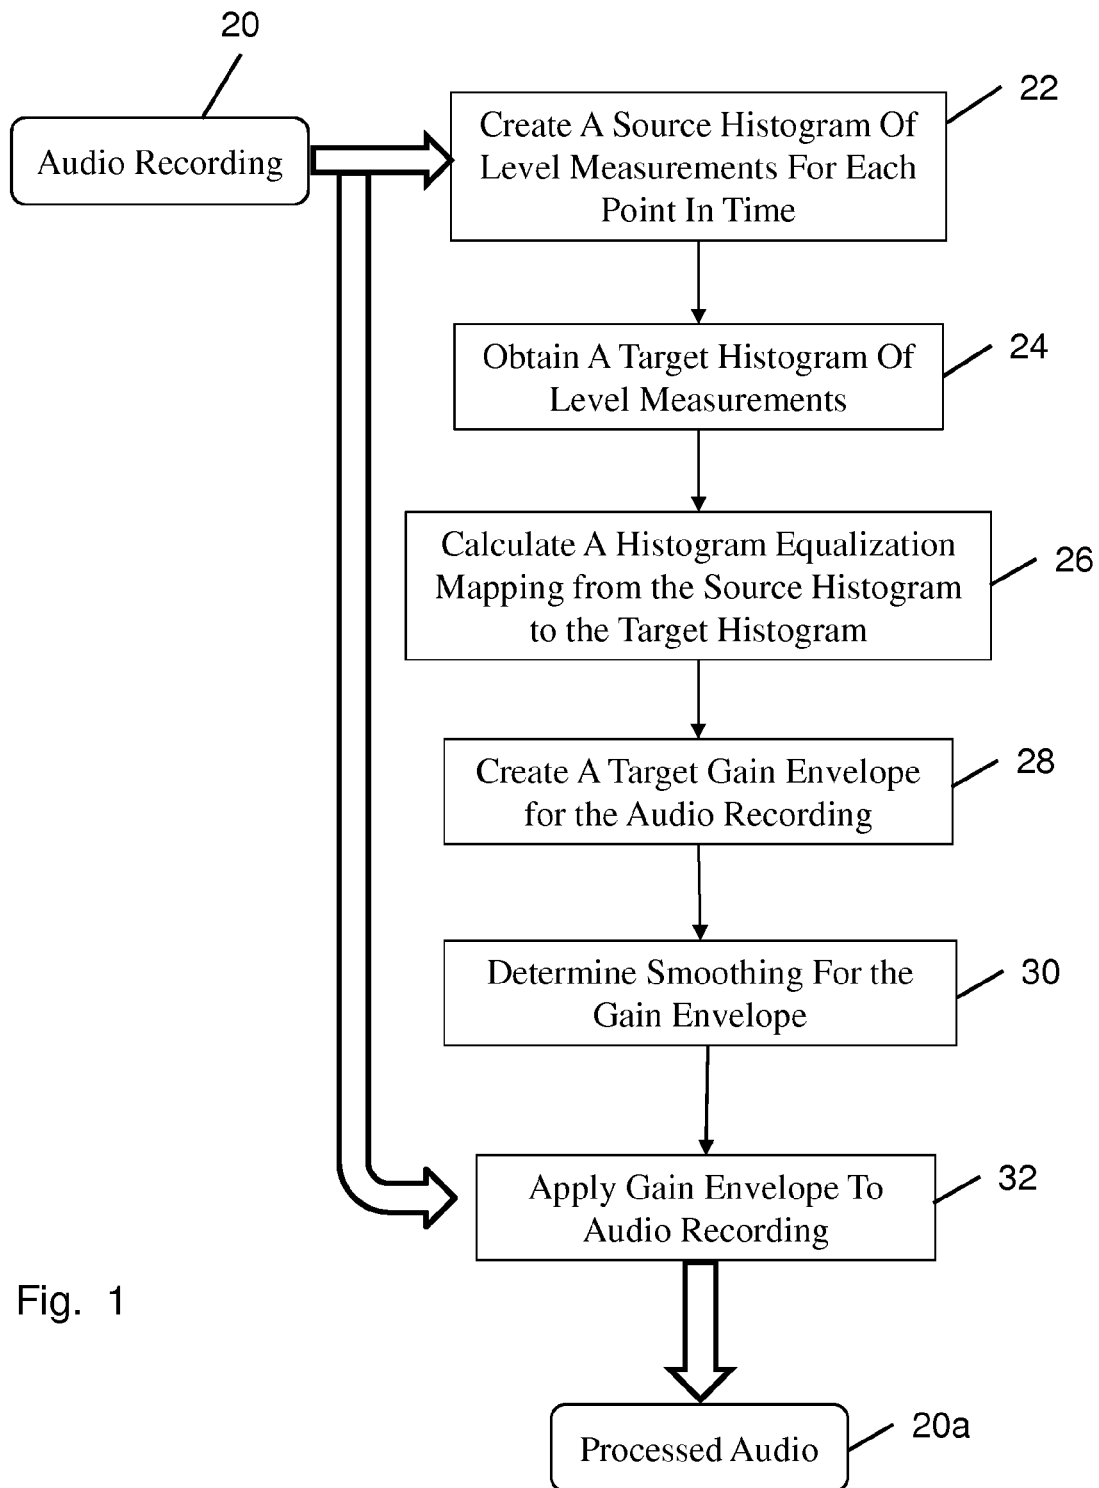 20
Audio Recording
22
Create A Source Histogram Of
Level Measurements For Each
Point In Time
24
Obtain A Target Histogram Of
Level Measurements
26
Calculate A Histogram Equalization
Mapping from the Source Histogram
to the Target Histogram
28
Create A Target Gain Envelope
for the Audio Recording
30
Determine Smoothing For the
Gain Envelope
32
Apply Gain Envelope To
Audio Recording
Fig. 1
20a
Processed Audio